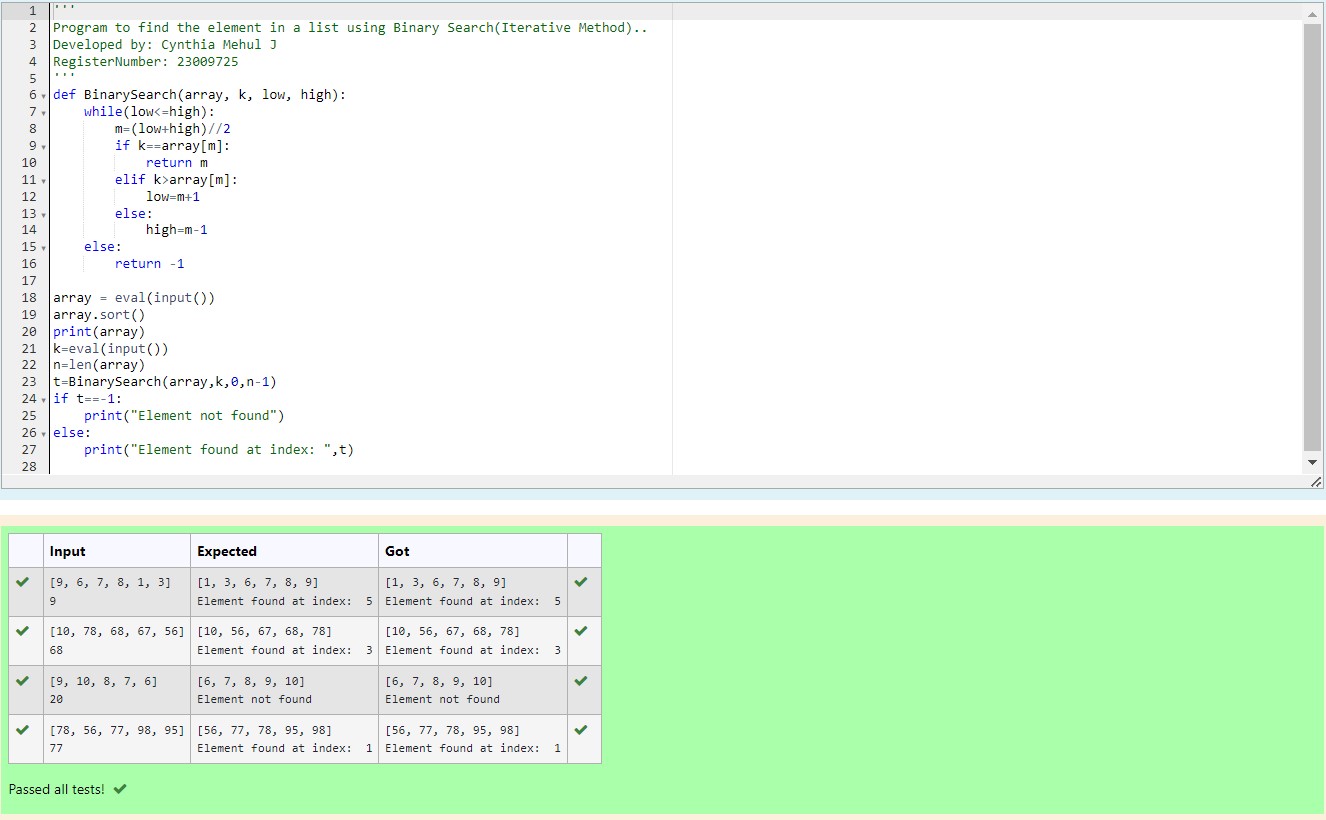 1 '''
2 Program to find the element in a list using Binary Search(Iterative Method)..
3 Developed by: Cynthia Mehul J
4 RegisterNumber: 23009725
5 '''
6 def BinarySearch(array, k, low, high):
7     while(low<=high):
8         m=(low+high)//2
9         if k==array[m]:
10             return m
11         elif k>array[m]:
12             low=m+1
13         else:
14             high=m-1
15     else:
16         return -1
17
18 array = eval(input())
19 array.sort()
20 print(array)
21 k=eval(input())
22 n=len(array)
23 t=BinarySearch(array,k,0,n-1)
24 if t==-1:
25     print("Element not found")
26 else:
27     print("Element found at index: ",t)
28
Input Expected Got
[9, 6, 7, 8, 1, 3] [1, 3, 6, 7, 8, 9] [1, 3, 6, 7, 8, 9]
9 Element found at index:  5 Element found at index:  5
[10, 78, 68, 67, 56] [10, 56, 67, 68, 78] [10, 56, 67, 68, 78]
68 Element found at index:  3 Element found at index:  3
[9, 10, 8, 7, 6] [6, 7, 8, 9, 10] [6, 7, 8, 9, 10]
20 Element not found Element not found
[78, 56, 77, 98, 95] [56, 77, 78, 95, 98] [56, 77, 78, 95, 98]
77 Element found at index:  1 Element found at index:  1
Passed all tests!